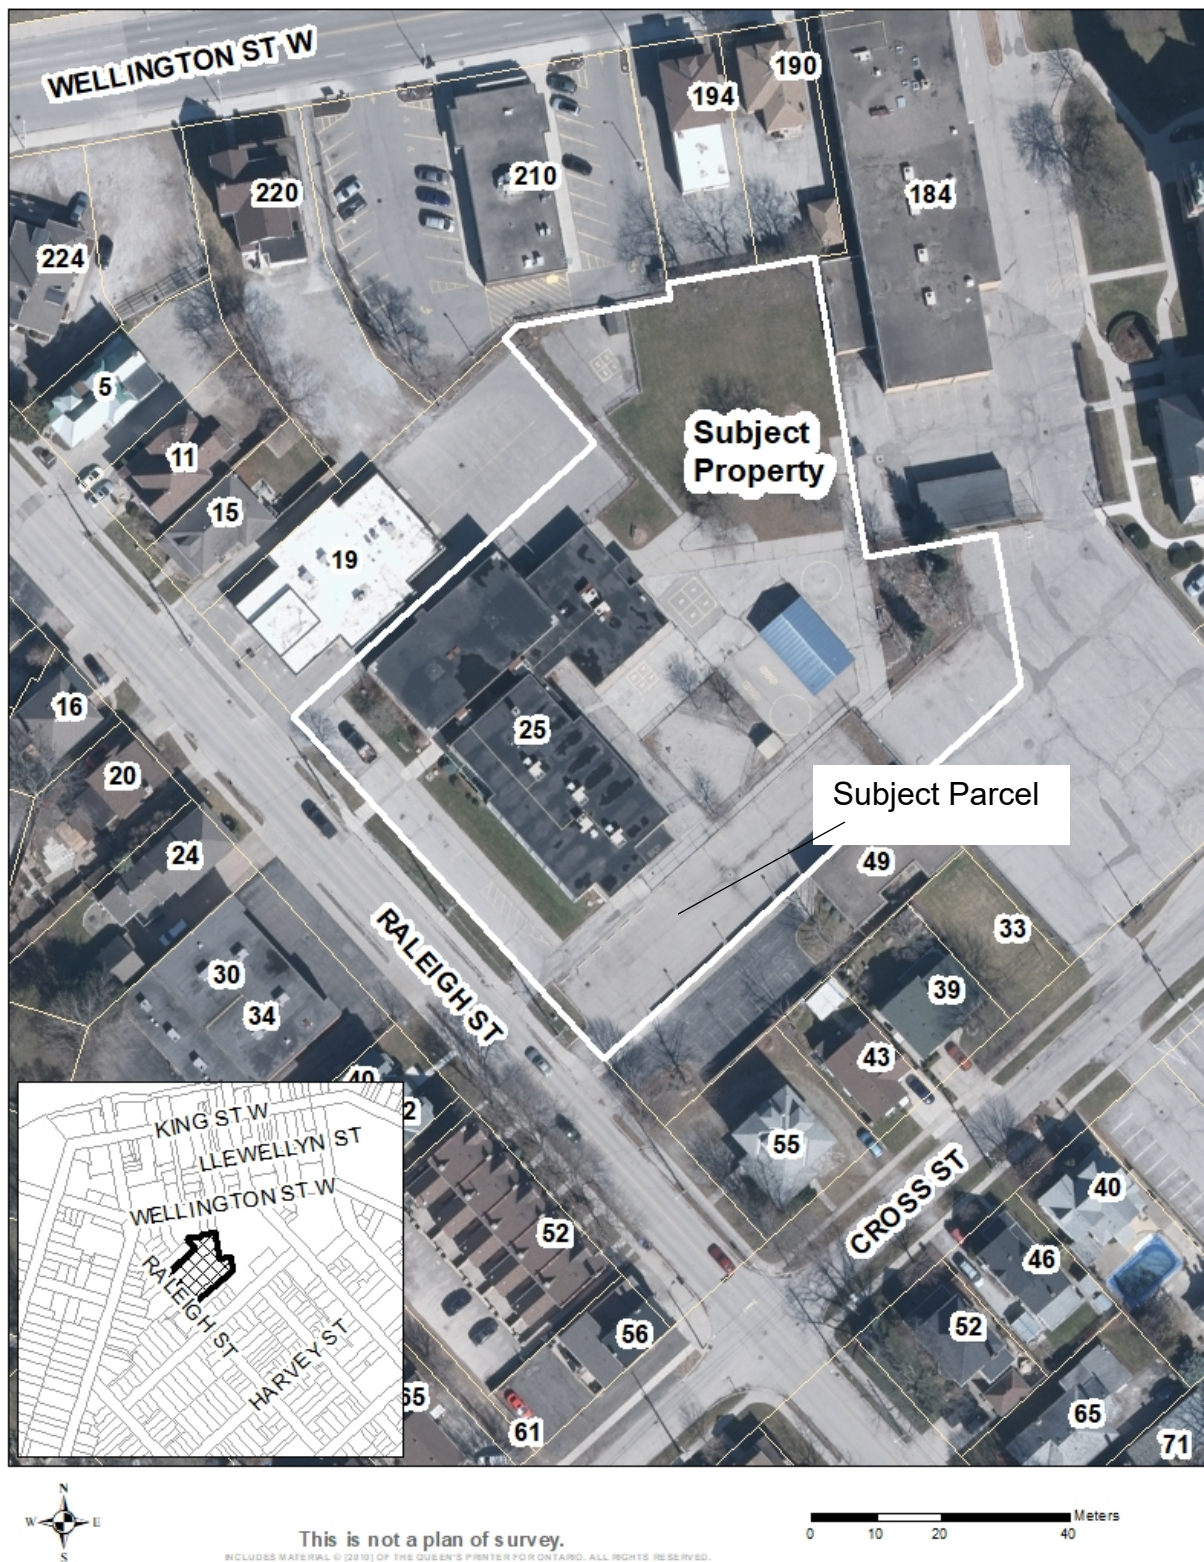 WELLINGTON ST W
190
194
210
184
220
224
5
Subject
Property
11
15
19
16
25
20
Subject Parcel
24
49
33
RALEIGH ST
30
39
34
43
40
2
55
KING ST W
LLEWELLYN ST
WELLINGTON ST W
RALEIGH ST
HARVEY ST
CROSS ST
40
52
46
52
56
65
65
61
71
N
W
E
S
Meters
0 10 20 40
This is not a plan of survey.
INCLUDES MATERIAL © [2019] OF THE QUEEN'S PRINTER FOR ONTARIO. ALL RIGHTS RESERVED.